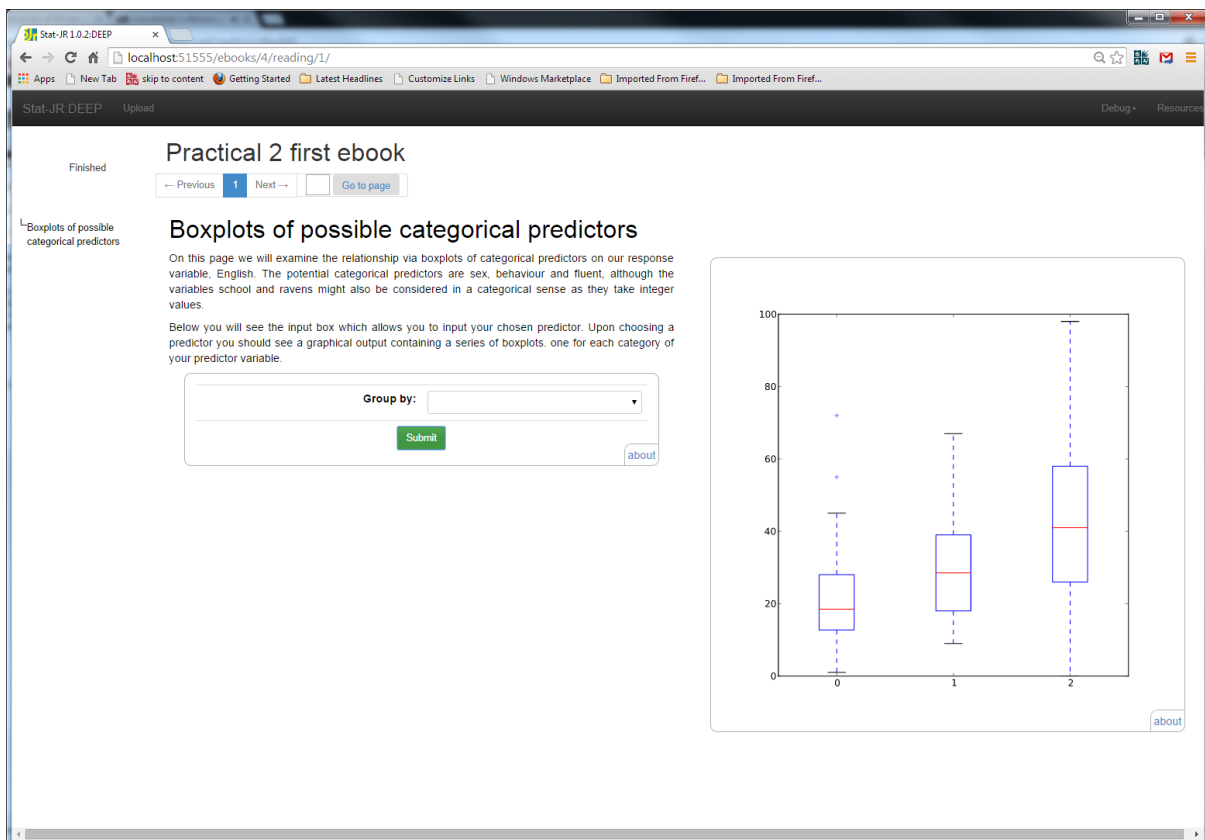 Stat-JR 1.0.2:DEEP
localhost:51555/ebooks/4/reading/1/
Apps New Tab skip to content Getting Started Latest Headlines Customize Links Windows Marketplace Imported From Firef... Imported From Firef...
Stat-JR:DEEP Upload Debug Resources
Finished
Practical 2 first ebook
← Previous 1 Next → Go to page
Boxplots of possible
categorical predictors
Boxplots of possible categorical predictors
On this page we will examine the relationship via boxplots of categorical predictors on our response
variable, English. The potential categorical predictors are sex, behaviour and fluent, although the
variables school and ravens might also be considered in a categorical sense as they take integer
values.
Below you will see the input box which allows you to input your chosen predictor. Upon choosing a
predictor you should see a graphical output containing a series of boxplots. one for each category of
your predictor variable.
Group by:
Submit
about
100
80
60
40
20
0
0 1 2
about